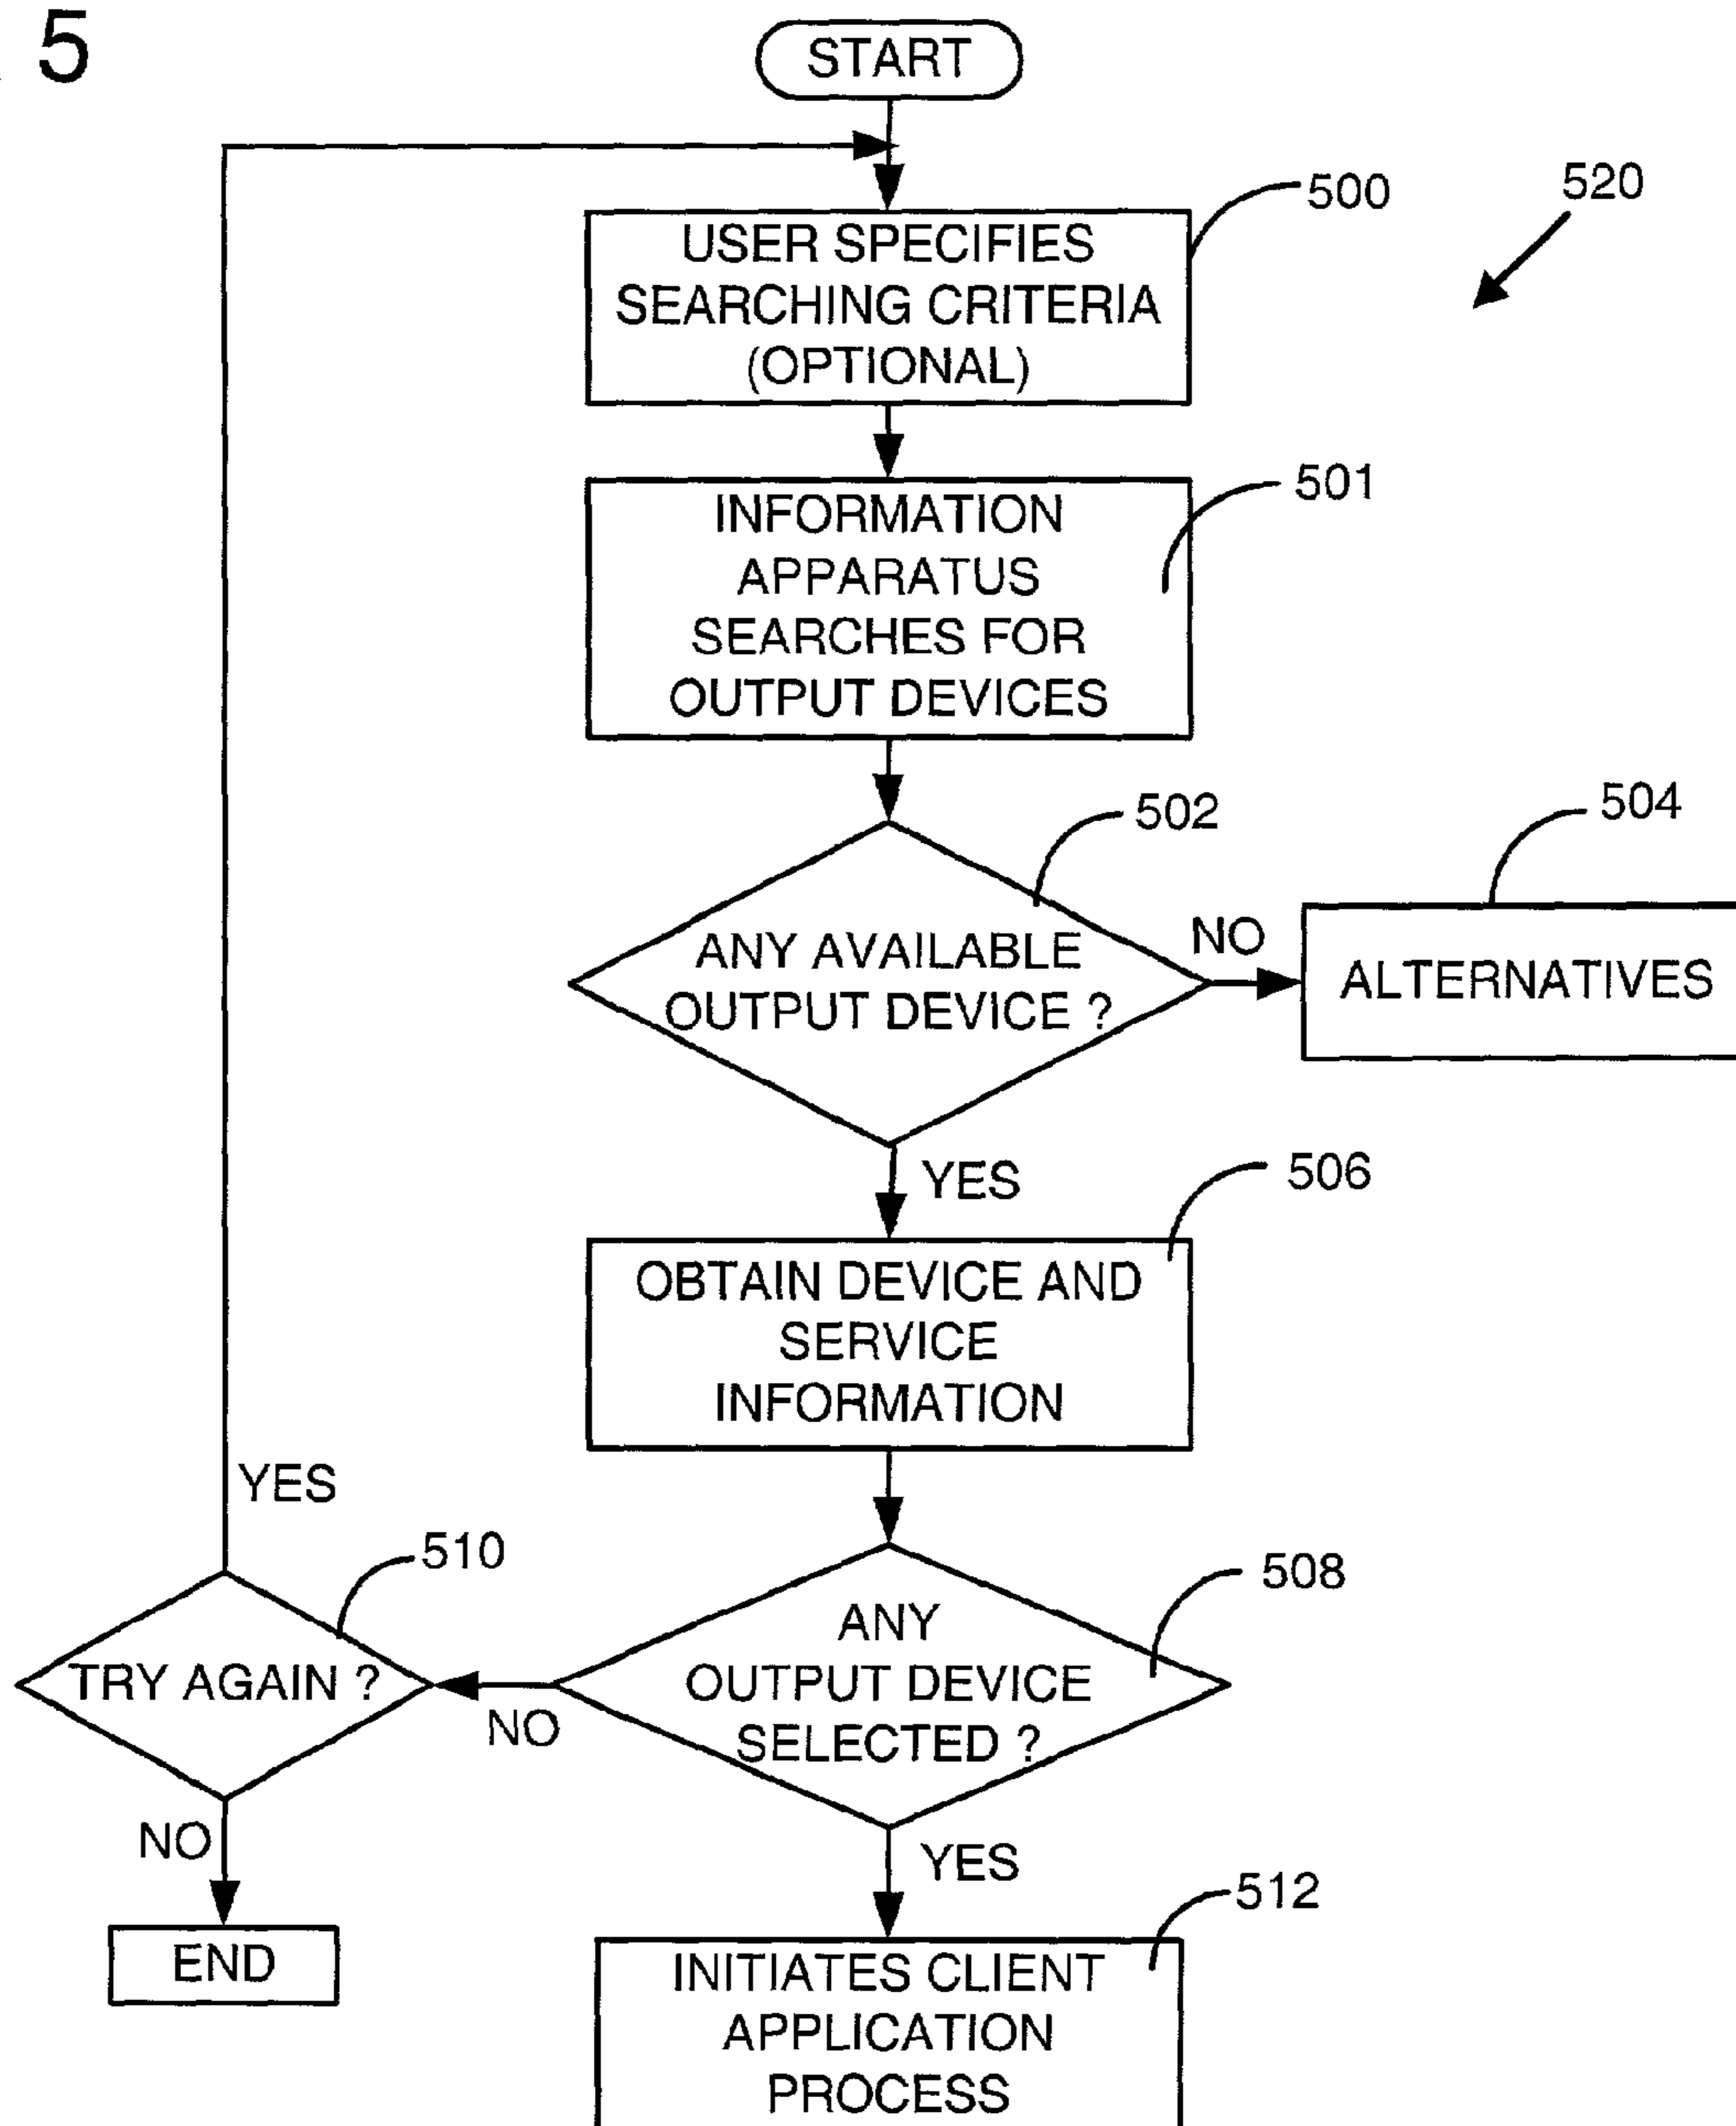 5
START
520
500
USER SPECIFIES
SEARCHING CRITERIA
(OPTIONAL)
501
INFORMATION
APPARATUS
SEARCHES FOR
OUTPUT DEVICES
502
504
ANY AVAILABLE
OUTPUT DEVICE ?
NO
ALTERNATIVES
YES
506
OBTAIN DEVICE AND
SERVICE
INFORMATION
YES
510
508
TRY AGAIN ?
NO
ANY
OUTPUT DEVICE
SELECTED ?
NO
YES
END
512
INITIATES CLIENT
APPLICATION
PROCESS